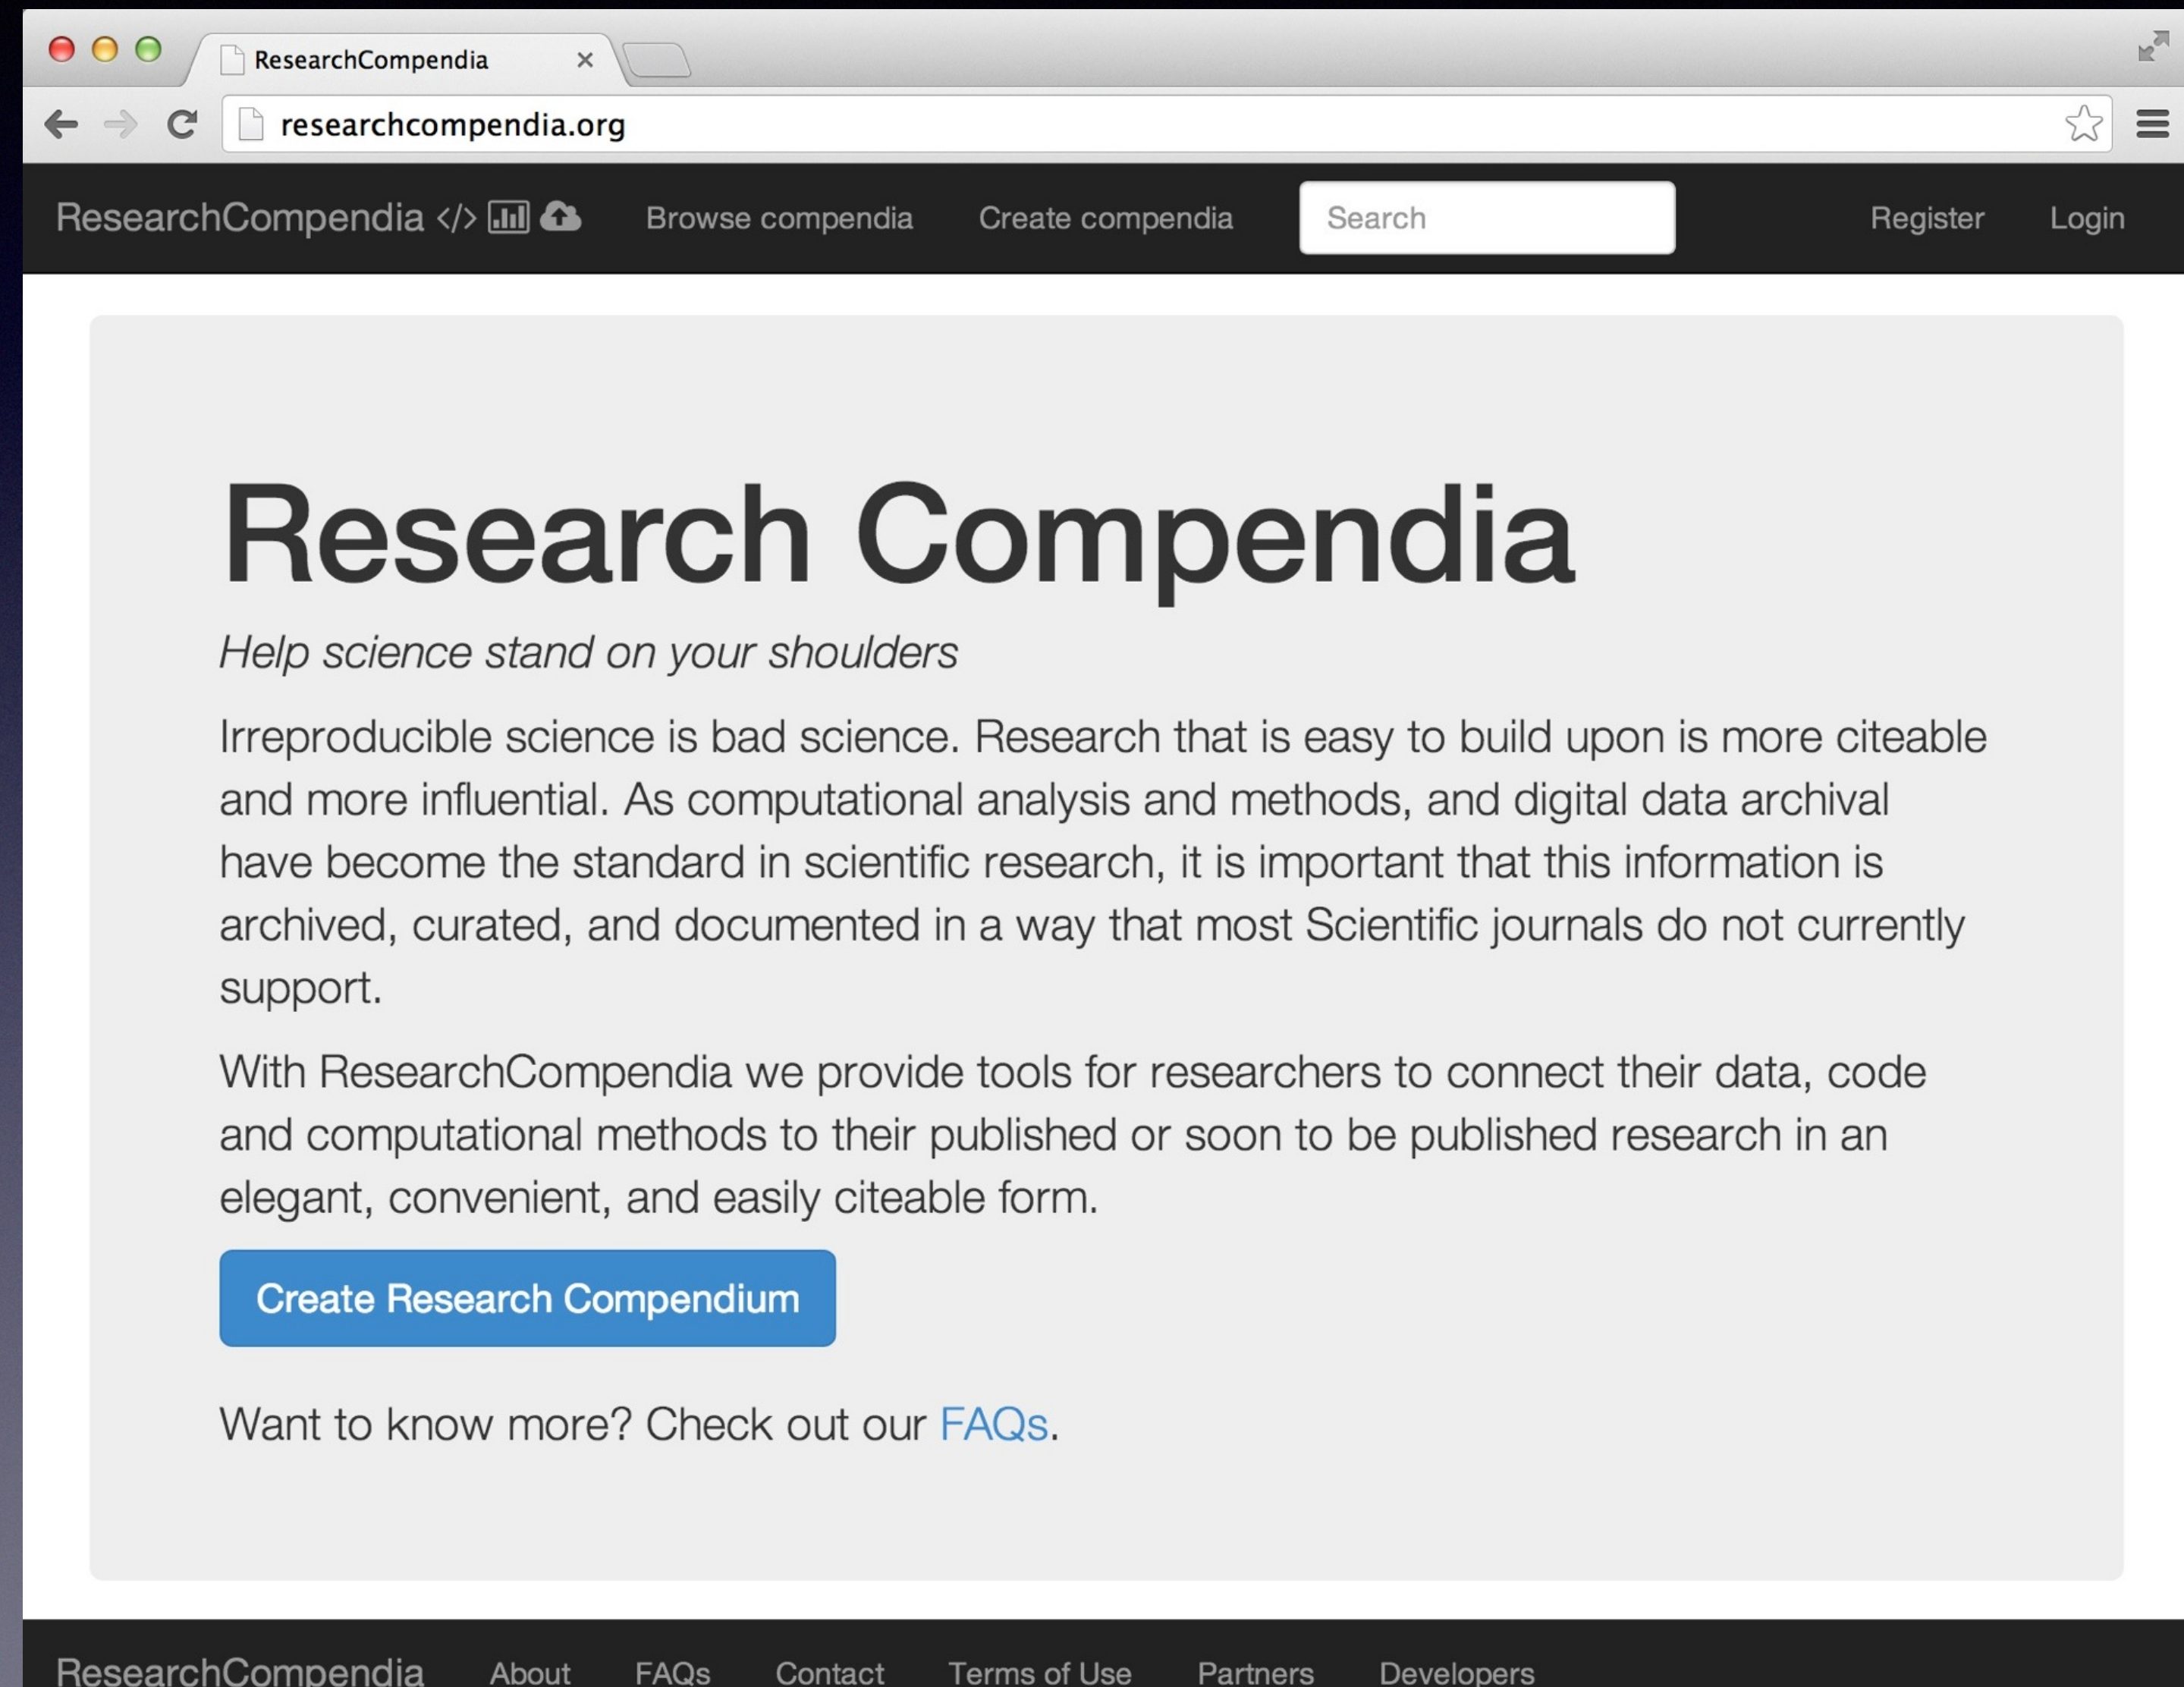 ResearchCompendia
researchcompendia.org
ResearchCompendia </> Browse compendia Create compendia Search Register Login
Research Compendia
Help science stand on your shoulders
Irreproducible science is bad science. Research that is easy to build upon is more citeable
and more influential. As computational analysis and methods, and digital data archival
have become the standard in scientific research, it is important that this information is
archived, curated, and documented in a way that most Scientific journals do not currently
support.
With ResearchCompendia we provide tools for researchers to connect their data, code
and computational methods to their published or soon to be published research in an
elegant, convenient, and easily citeable form.
Create Research Compendium
Want to know more? Check out our FAQs.
ResearchCompendia About FAQs Contact Terms of Use Partners Developers